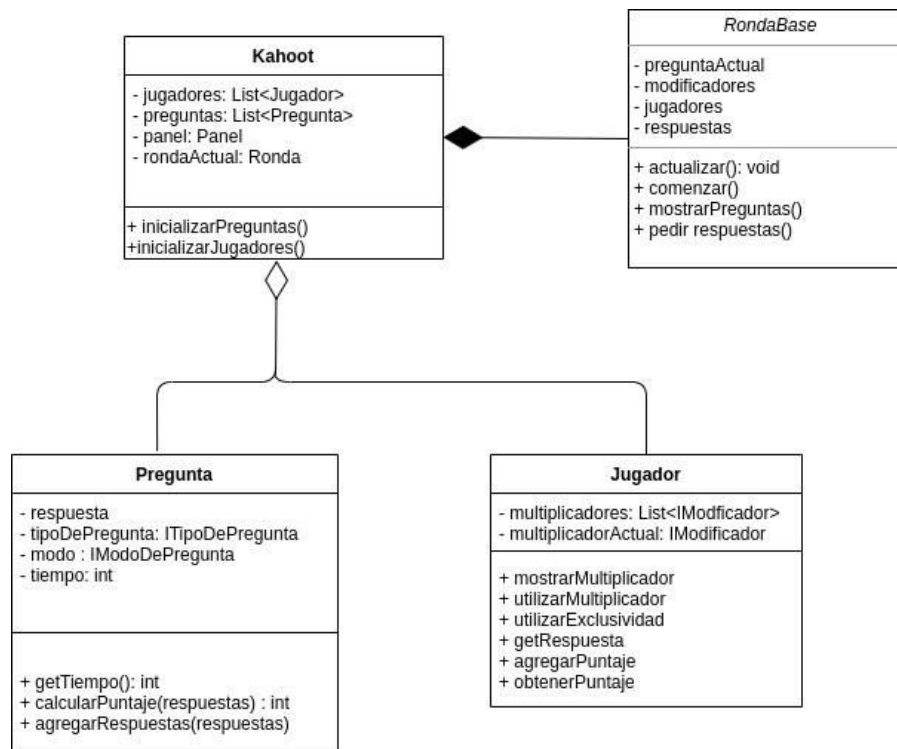 Kahoot
- jugadores: List<Jugador>
- preguntas: List<Pregunta>
- panel: Panel
- rondaActual: Ronda
+ inicializarPreguntas()
+inicializarJugadores()
RondaBase
- preguntaActual
- modificadores
- jugadores
- respuestas
+ actualizar(): void
+ comenzar()
+ mostrarPreguntas()
+ pedir respuestas()
Pregunta
- respuesta
- tipoDePregunta: ITipoDePregunta
- modo : IModoDePregunta
- tiempo: int
+ getTiempo(): int
+ calcularPuntaje(respuestas) : int
+ agregarRespuestas(respuestas)
Jugador
- multiplicadores: List<IModficador>
- multiplicadorActual: IModificador
+ mostrarMultiplicador
+ utilizarMultiplicador
+ utilizarExclusividad
+ getRespuesta
+ agregarPuntaje
+ obtenerPuntaje